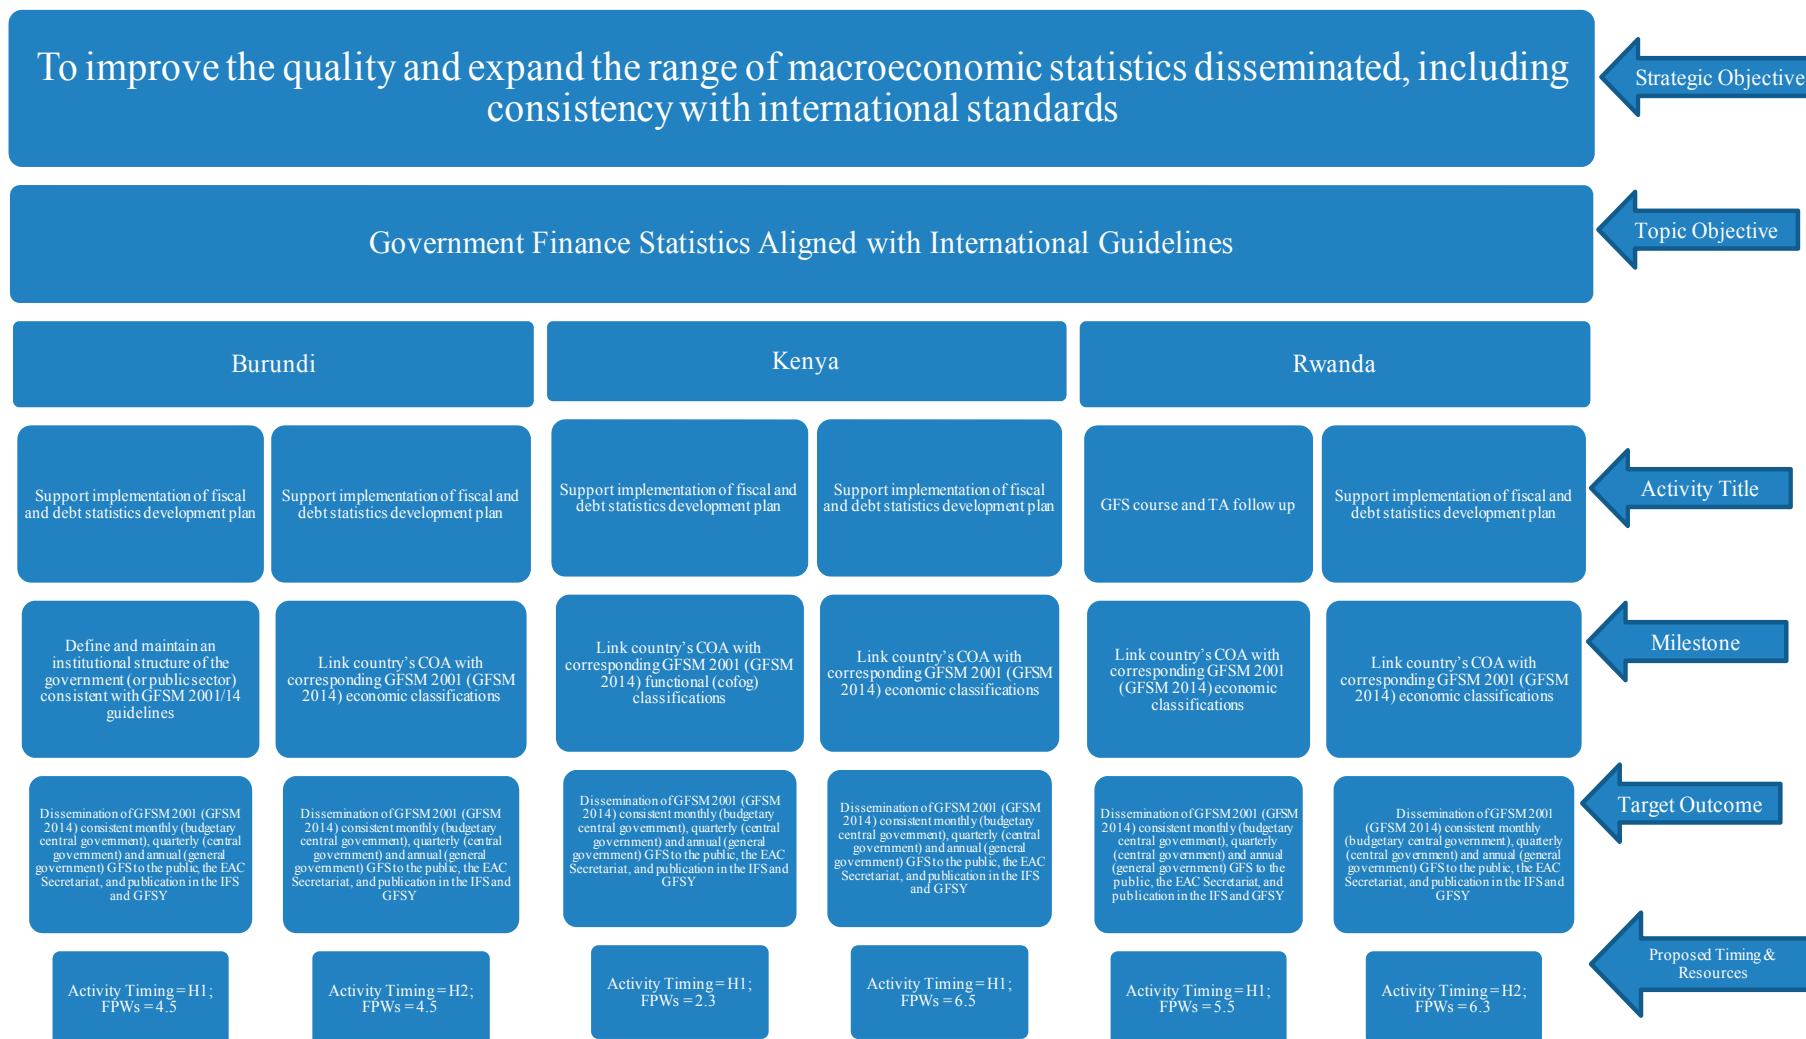 To improve the quality and expand the range of macroeconomic statistics disseminated, including
consistency with international standards
Strategic Objective
Government Finance Statistics Aligned with International Guidelines
Topic Objective
Burundi
Kenya
Rwanda
Support implementation of fiscal
and debt statistics development plan
Support implementation of fiscal and
debt statistics development plan
Support implementation of fiscal and
debt statistics development plan
Support implementation of fiscal
and debt statistics development plan
GFS course and TA follow up
Support implementation of fiscal and
debt statistics development plan
Activity Title
Define and maintain an
institutional structure of the
government (or public sector)
consistent with GFSM 2001/14
guidelines
Link country's COA with
corresponding GFSM 2001 (GFSM
2014) economic classifications
Link country's COA with
corresponding GFSM 2001 (GFSM
2014) functional (cofog)
classifications
Link country's COA with
corresponding GFSM 2001 (GFSM
2014) economic classifications
Link country's COA with
corresponding GFSM 2001
(GFSM 2014) economic
classifications
Link country's COA with
corresponding GFSM 2001 (GFSM
2014) economic classifications
Milestone
Dissemination of GFSM 2001 (GFSM
2014) consistent monthly (budgetary
central government), quarterly (central
government) and annual (general
government) GFS to the public, the EAC
Secretariat, and publication in the IFS
and GFSY
Dissemination of GFSM 2001 (GFSM
2014) consistent monthly (budgetary
central government), quarterly (central
government) and annual (general
government) GFS to the public, the EAC
Secretariat, and publication in the IFS and
GFSY
Dissemination of GFSM 2001 (GFSM
2014) consistent monthly (budgetary
central government), quarterly (central
government) and annual (general
government) GFS to the public, the EAC
Secretariat, and publication in the IFS and
GFSY
Dissemination of GFSM 2001 (GFSM
2014) consistent monthly (budgetary
central government), quarterly (central
government) and annual (general
government) GFS to the public, the EAC
Secretariat, and publication in the IFS
and GFSY
Dissemination of GFSM 2001 (GFSM
2014) consistent monthly (budgetary
central government), quarterly
(central government) and annual
(general government) GFS to the
public, the EAC Secretariat, and
publication in the IFS and GFSY
Dissemination of GFSM 2001
(GFSM 2014) consistent monthly
(budgetary central government), quarterly
(central government) and annual (general
government) GFS to the public, the EAC
Secretariat, and publication in the IFS and
GFSY
Target Outcome
Activity Timing = H1;
FPWs = 4.5
Activity Timing = H2;
FPWs = 4.5
Activity Timing = H1;
FPWs = 2.3
Activity Timing = H1;
FPWs = 6.5
Activity Timing = H1;
FPWs = 5.5
Activity Timing = H2;
FPWs = 6.3
Proposed Timing &
Resources